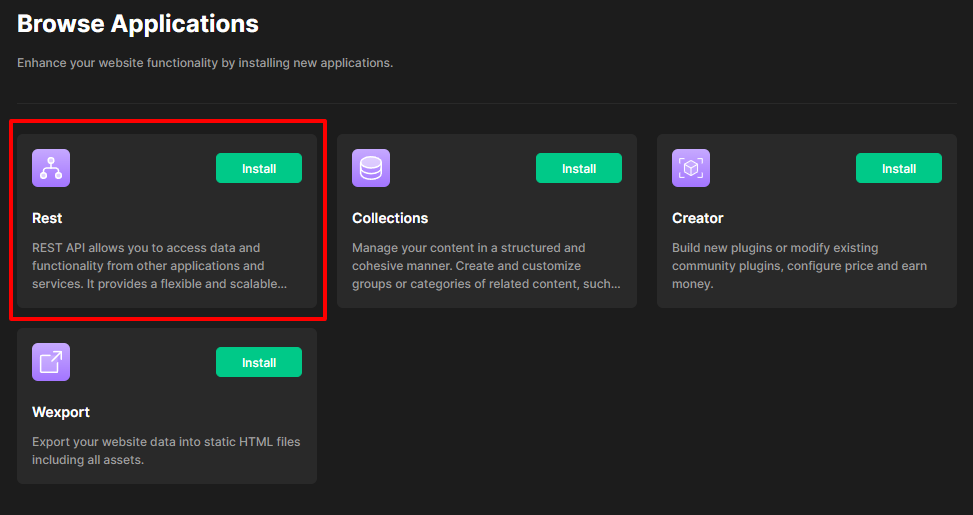 Browse Applications
Enhance your website functionality by installing new applications.
Install
Rest
REST API allows you to access data and
functionality from other applications and
services. It provides a flexible and scalable...
Install
Collections
Manage your content in a structured and
cohesive manner. Create and customize
groups or categories of related content, such...
Install
Creator
Build new plugins or modify existing
community plugins, configure price and earn
money.
Install
Wexport
Export your website data into static HTML files
including all assets.